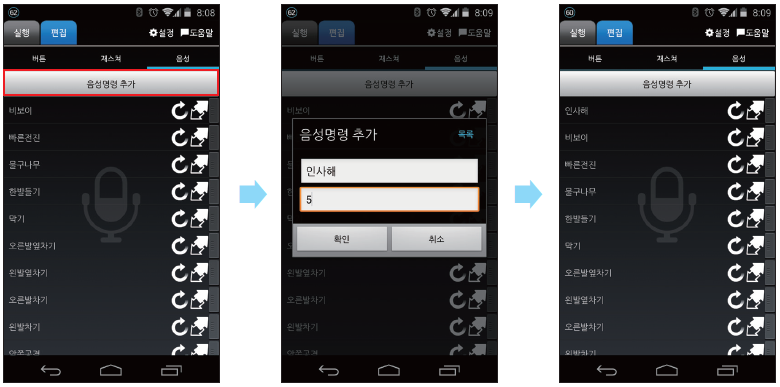 62 8:08
실행 편집 설정 도움말
버튼 제스쳐 음성
음성명령 추가
비보이
빠른전진
물구나무
한발들기
막기
오른발옆차기
왼발옆차기
오른발차기
왼발차기
양쪽공격
62 8:09
실행 편집 설정 도움말
버튼 제스쳐 음성
음성명령 추가
비보이
음성명령 추가 목록
인사해
5
확인 취소
왼발옆차기
오른발차기
왼발차기
양쪽공격
60 8:09
실행 편집 설정 도움말
버튼 제스쳐 음성
음성명령 추가
인사해
비보이
빠른전진
물구나무
한발들기
막기
오른발옆차기
왼발옆차기
오른발차기
왼발차기